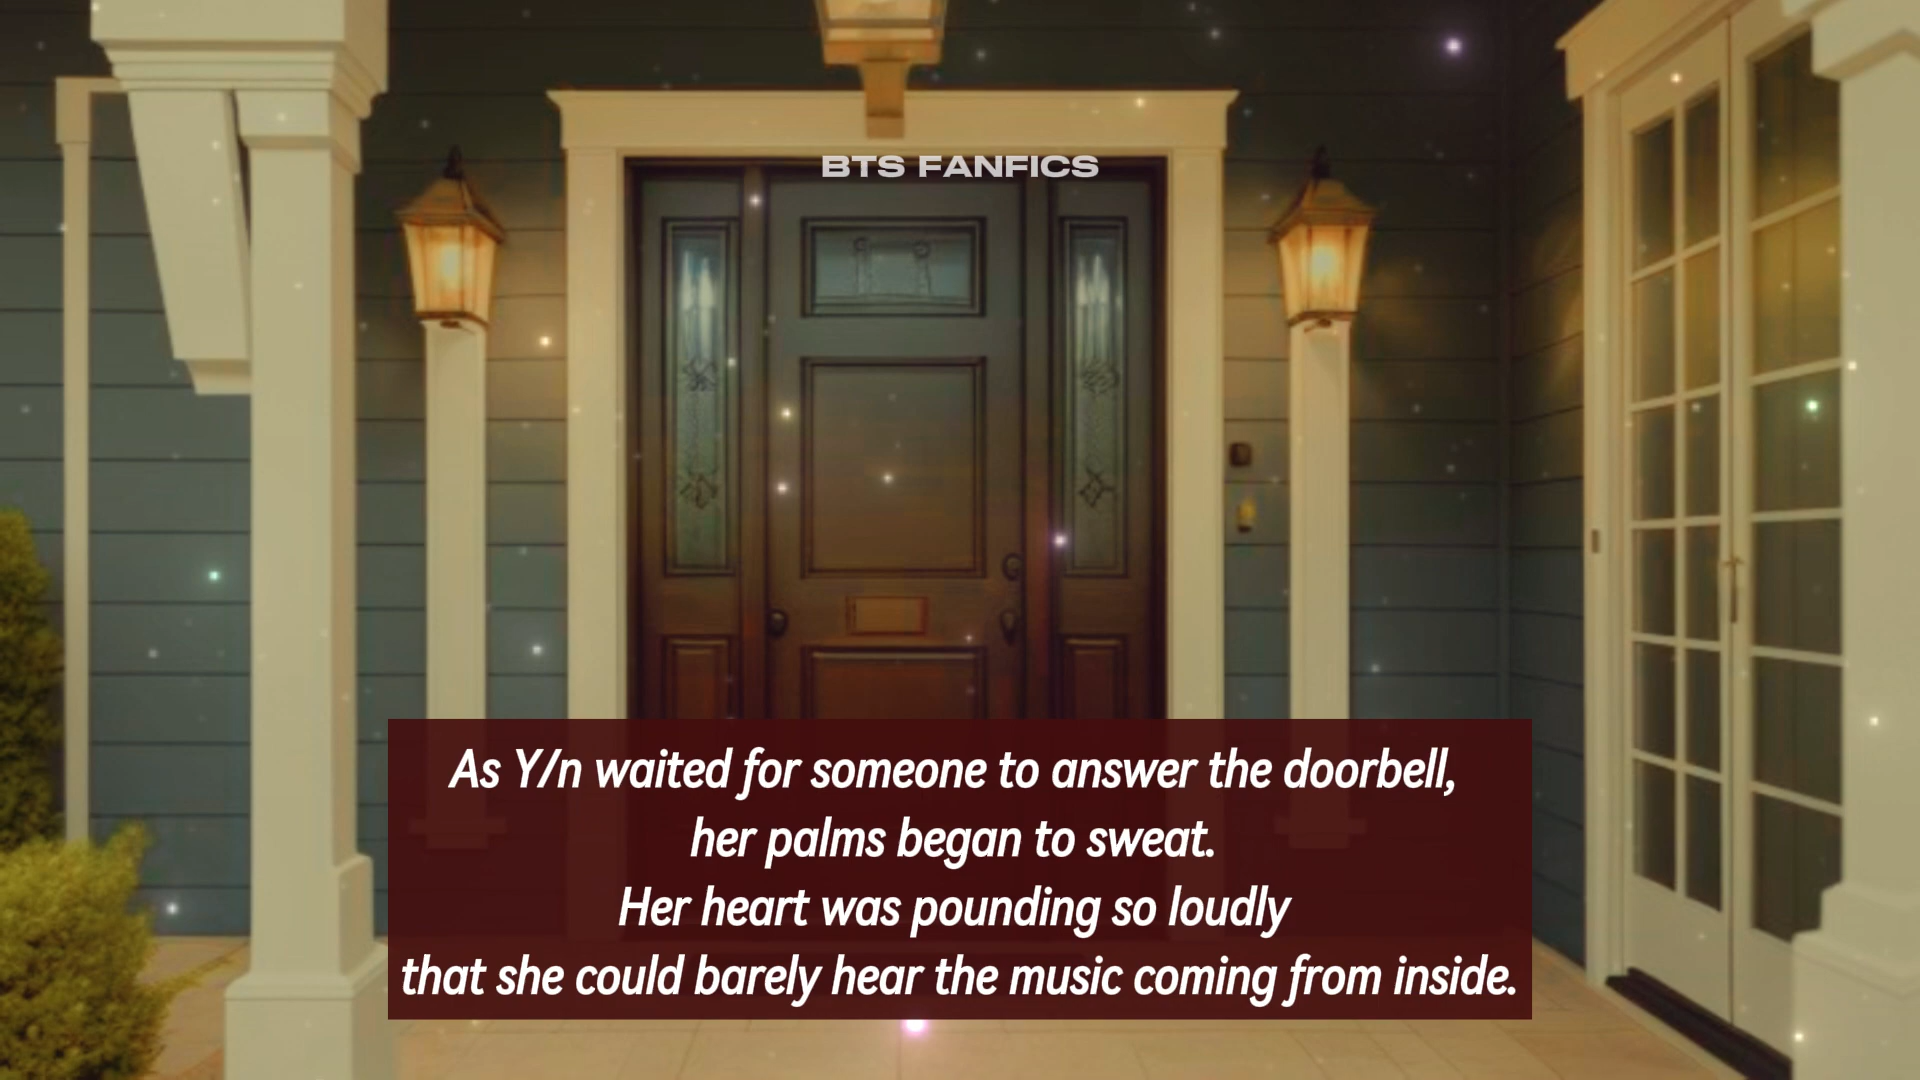 BTS FANFICS
As Y/n waited for someone to answer the doorbell,
her palms began to sweat.
Her heart was pounding so loudly
that she could barely hear the music coming from inside.